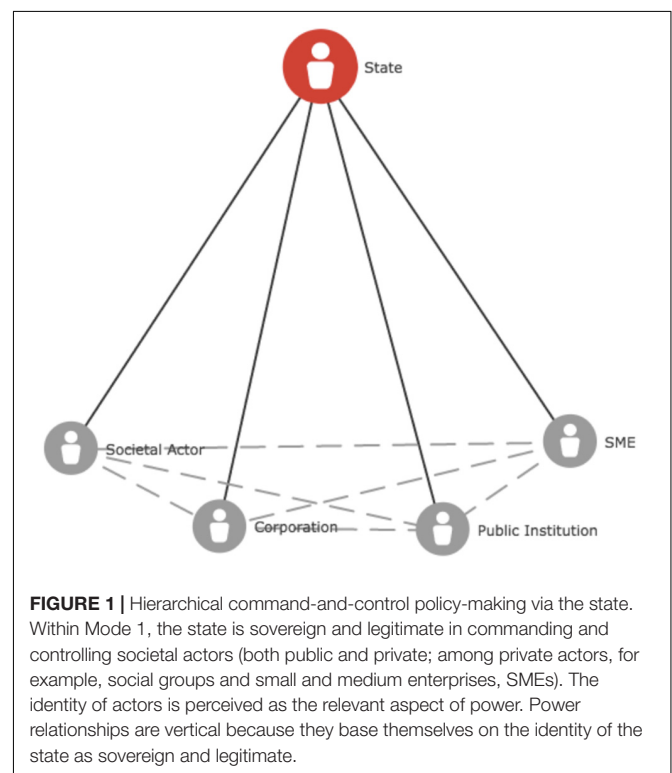 State
Societal Actor
SME
Corporation
Public Institution
FIGURE 1 | Hierarchical command-and-control policy-making via the state.
Within Mode 1, the state is sovereign and legitimate in commanding and
controlling societal actors (both public and private; among private actors, for
example, social groups and small and medium enterprises, SMEs). The
identity of actors is perceived as the relevant aspect of power. Power
relationships are vertical because they base themselves on the identity of the
state as sovereign and legitimate.